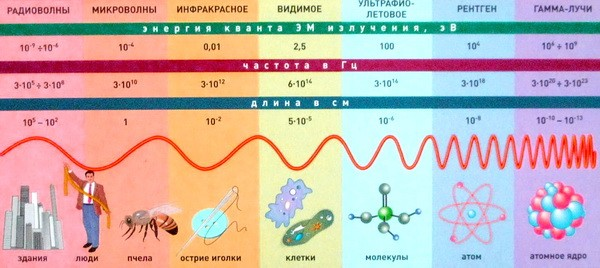 РАДИОВОЛНЫ МИКРОВОЛНЫ ИНФРАКРАСНОЕ ВИДИМОЕ УЛЬТРАФИО-ЛЕТОВОЕ РЕНТГЕН ГАММА-ЛУЧИ
энергия кванта ЭМ излучения, эВ
10⁻⁹ ÷10⁻⁴ 10⁻⁴ 0,01 2,5 100 10⁴ 10⁶ ÷ 10⁹
частота в Гц
3·10⁵ ÷ 3·10⁸ 3·10¹⁰ 3·10¹² 6·10¹⁴ 3·10¹⁶ 3·10¹⁸ 3·10²⁰ ÷ 3·10²³
длина в см
10⁵ – 10² 1 10⁻² 5·10⁻⁵ 10⁻⁶ 10⁻⁸ 10⁻¹⁰ – 10⁻¹³
здания люди пчела острие иголки клетки молекулы атом атомное ядро